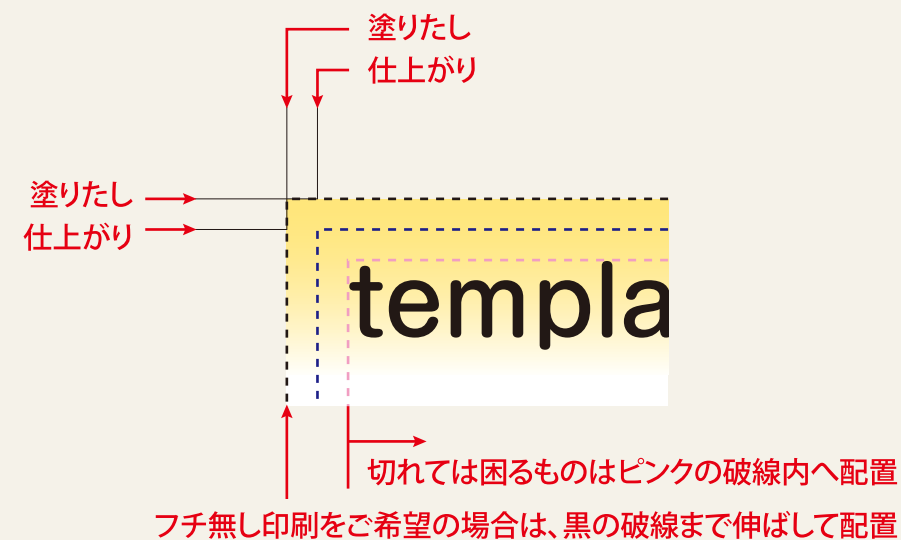 塗りたし
仕上がり
塗りたし
仕上がり
templa
切れては困るものはピンクの破線内へ配置
フチ無し印刷をご希望の場合は、黒の破線まで伸ばして配置